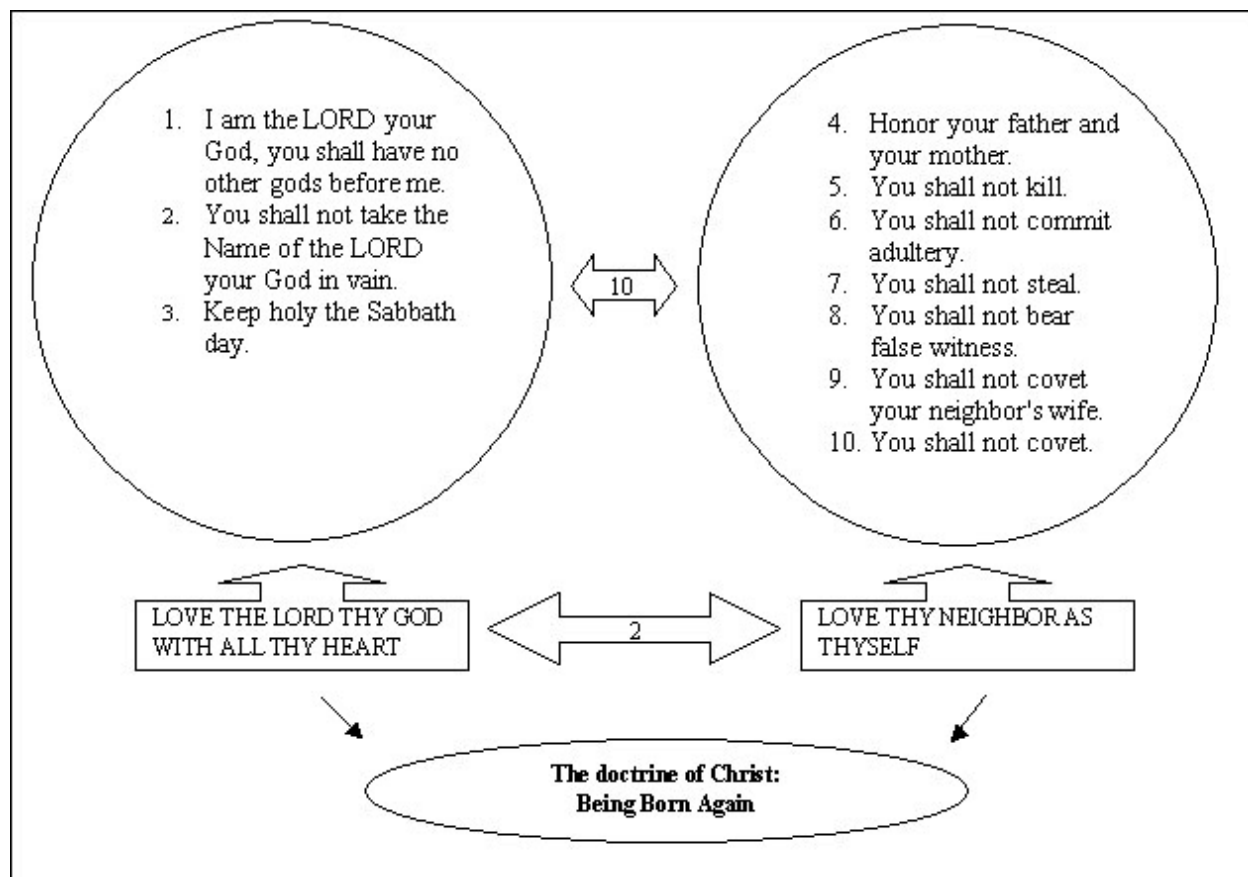 1. I am the LORD your
God, you shall have no
other gods before me.
2. You shall not take the
Name of the LORD
your God in vain.
3. Keep holy the Sabbath
day.
10
4. Honor your father and
your mother.
5. You shall not kill.
6. You shall not commit
adultery.
7. You shall not steal.
8. You shall not bear
false witness.
9. You shall not covet
your neighbor's wife.
10. You shall not covet.
LOVE THE LORD THY GOD
WITH ALL THY HEART
2
LOVE THY NEIGHBOR AS
THYSELF
The doctrine of Christ:
Being Born Again